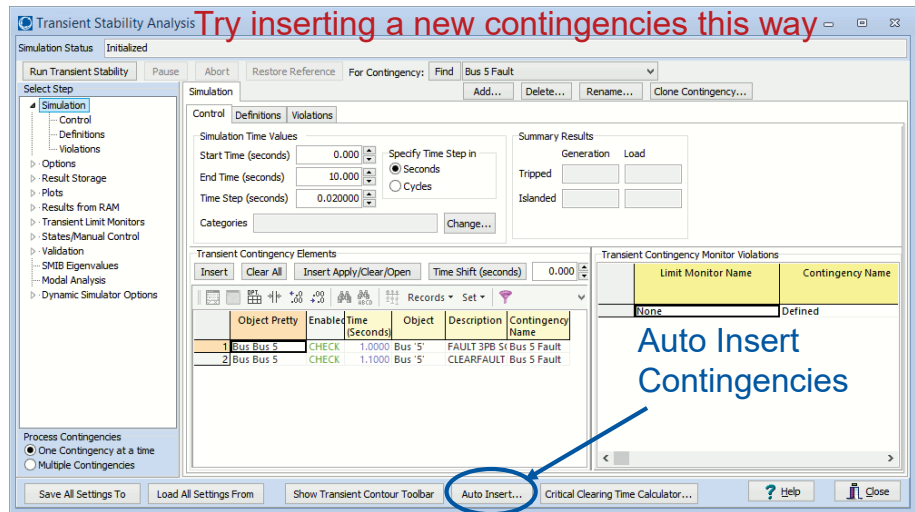 Transient Stability Analysis
Try inserting a new contingencies this way
Simulation Status Initialized
Run Transient Stability Pause Abort Restore Reference For Contingency: Find Bus 5 Fault
Select Step
Simulation
Control
Definitions
Violations
Options
Result Storage
Plots
Results from RAM
Transient Limit Monitors
States/Manual Control
Validation
SMIB Eigenvalues
Modal Analysis
Dynamic Simulator Options
Process Contingencies
One Contingency at a time
Multiple Contingencies
Simulation Add... Delete... Rename... Clone Contingency...
Control Definitions Violations
Simulation Time Values
Start Time (seconds) 0.000
End Time (seconds) 10.000
Time Step (seconds) 0.020000
Specify Time Step in
Seconds
Cycles
Categories Change...
Summary Results
Generation Load
Tripped
Islanded
Transient Contingency Elements
Insert Clear All Insert Apply/Clear/Open Time Shift (seconds) 0.000
Records Set
Object Pretty Enabled Time (Seconds) Object Description Contingency Name
1 Bus Bus 5 CHECK 1.0000 Bus '5' FAULT 3PB S Bus 5 Fault
2 Bus Bus 5 CHECK 1.1000 Bus '5' CLEARFAULT Bus 5 Fault
Transient Contingency Monitor Violations
Limit Monitor Name Contingency Name
None Defined
Auto Insert
Contingencies
Save All Settings To Load All Settings From Show Transient Contour Toolbar Auto Insert... Critical Clearing Time Calculator... ? Help Close